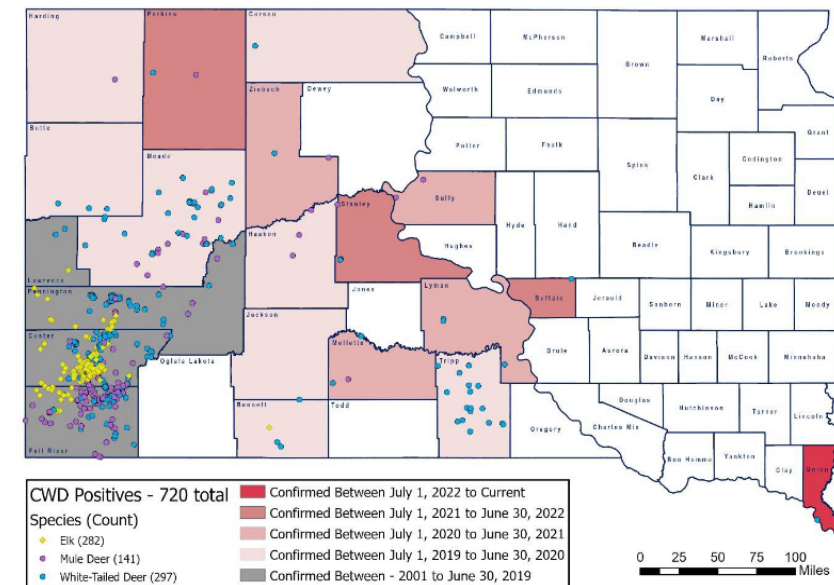 Harding
Perkins
Corson
Campbell
McPherson
Brown
Marshall
Roberts
Walworth
Edmunds
Day
Ziebach
Dewey
Butte
Meade
Potter
Faulk
Spink
Clark
Codington
Grant
Hamlin
Deuel
Stanley
Sully
Haakon
Hughes
Hyde
Hand
Beadle
Kingsbury
Brookings
Lawrence
Pennington
Jones
Lyman
Buffalo
Jerauld
Sanborn
Miner
Lake
Moody
Custer
Jackson
Oglala Lakota
Mellette
Tripp
Brule
Aurora
Davison
Hanson
McCook
Minnehaha
Bennett
Todd
Gregory
Douglas
Charles Mix
Hutchinson
Turner
Lincoln
Fall River
Bon Homme
Yankton
Clay
Union
CWD Positives - 720 total
Species (Count)
Elk (282)
Mule Deer (141)
White-Tailed Deer (297)
Confirmed Between July 1, 2022 to Current
Confirmed Between July 1, 2021 to June 30, 2022
Confirmed Between July 1, 2020 to June 30, 2021
Confirmed Between July 1, 2019 to June 30, 2020
Confirmed Between - 2001 to June 30, 2019
0 25 50 75 100
Miles